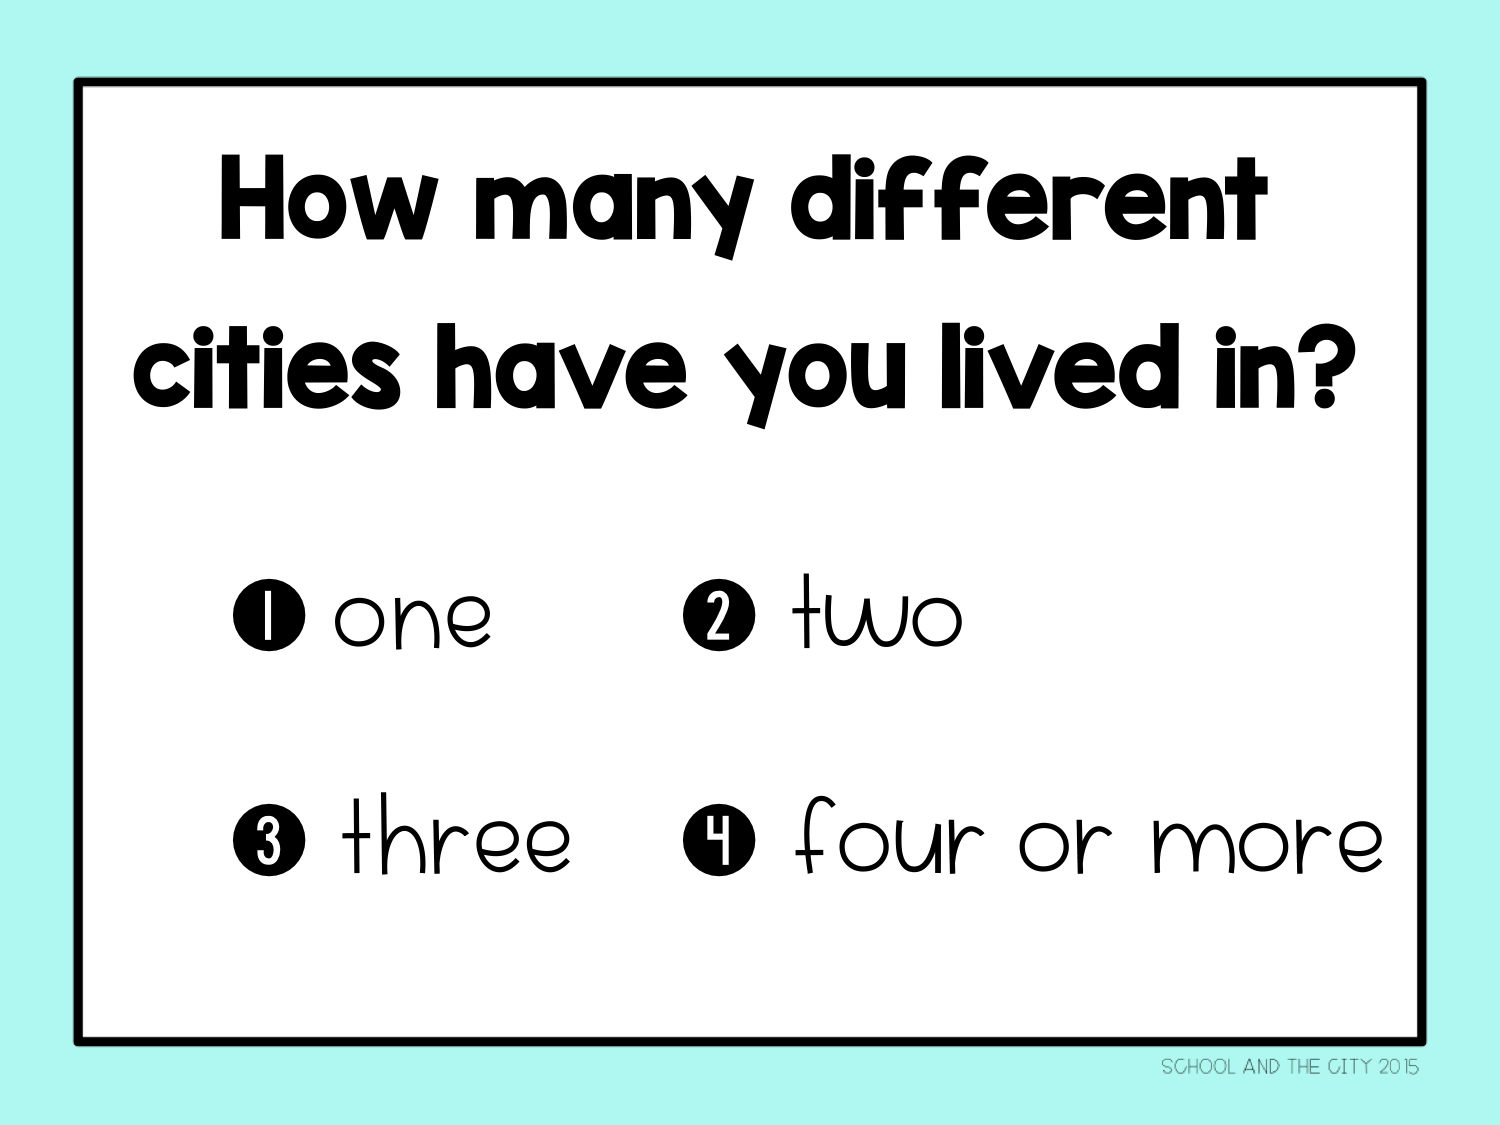 How many different
cities have you lived in?
1 one 2 two
3 three 4 four or more
SCHOOL AND THE CITY 2015